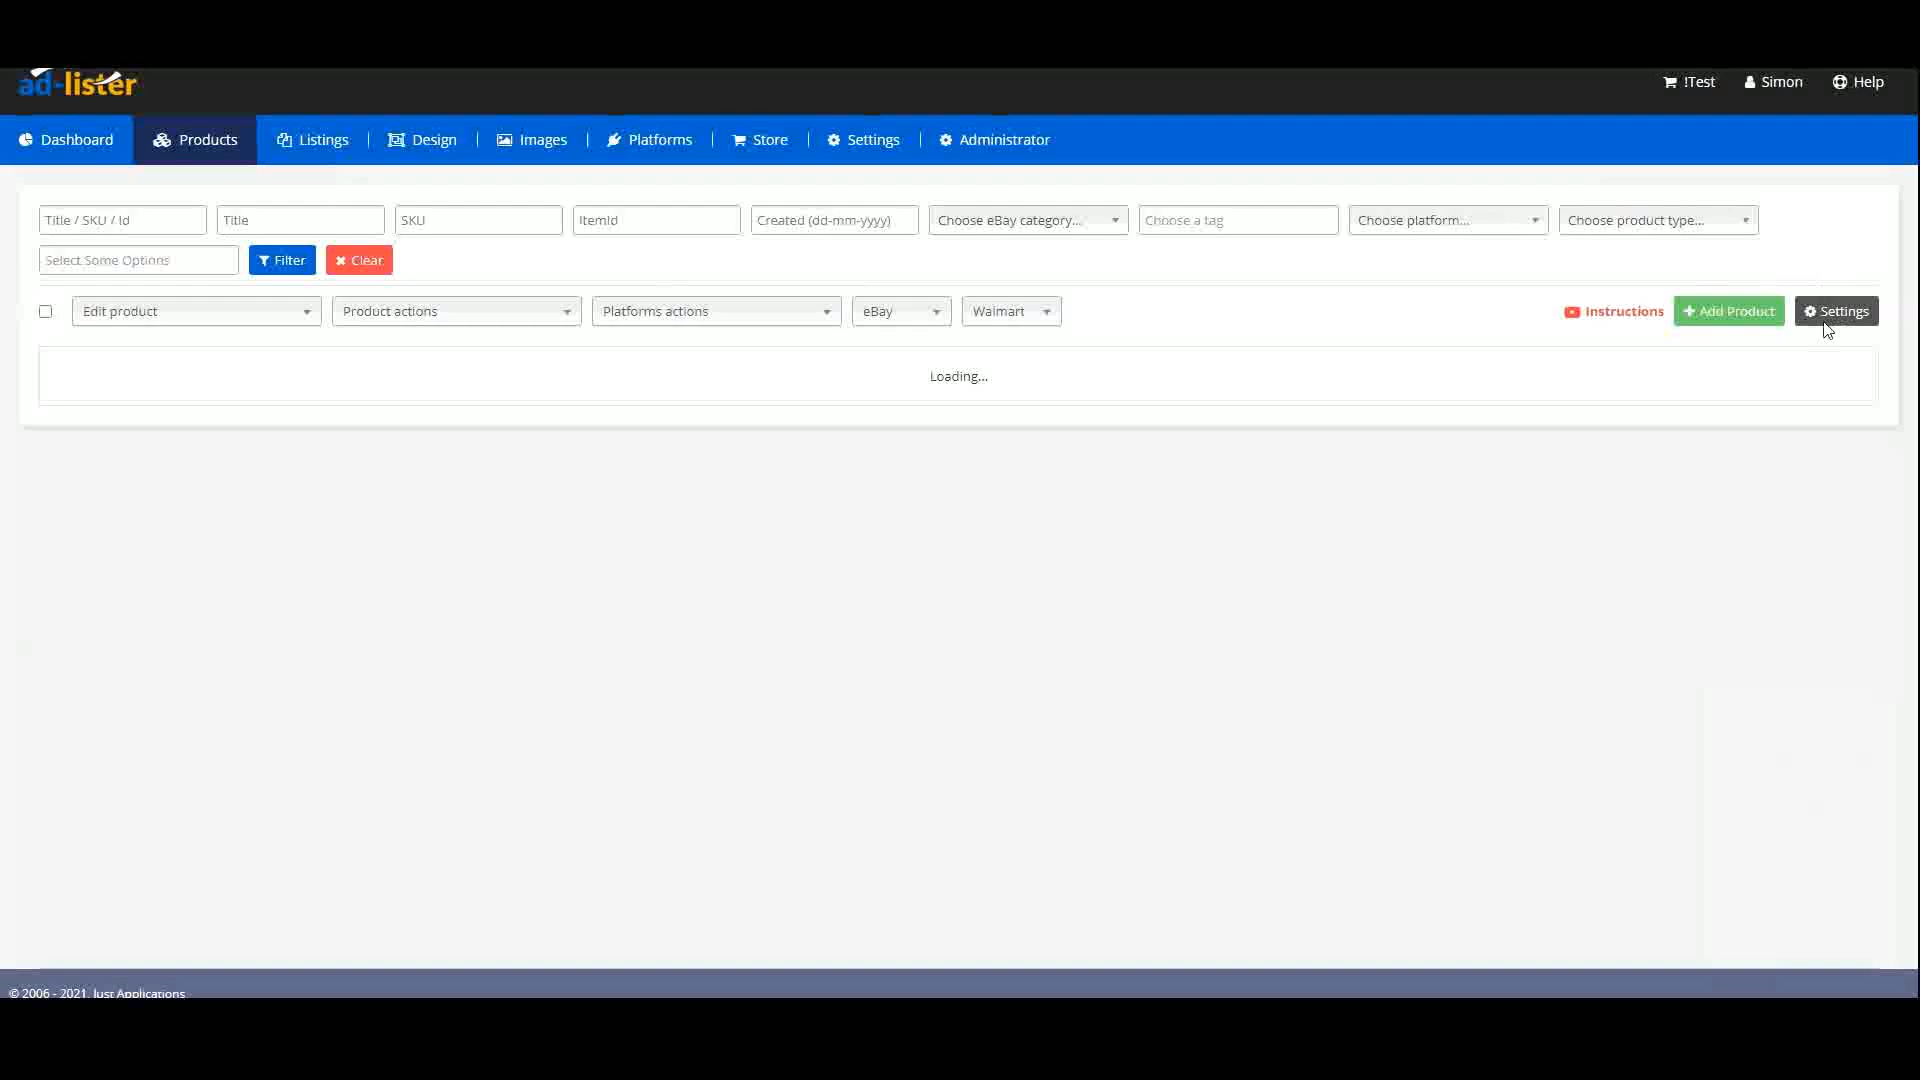 ad-lister
!Test Simon Help
Dashboard Products Listings Design Images Platforms Store Settings Administrator
Title / SKU / Id Title SKU ItemId Created (dd-mm-yyyy) Choose eBay category... Choose a tag Choose platform... Choose product type...
Select Some Options Filter Clear
Edit product Product actions Platforms actions eBay Walmart Instructions Add Product Settings
Loading...
© 2006 - 2021, Just Applications